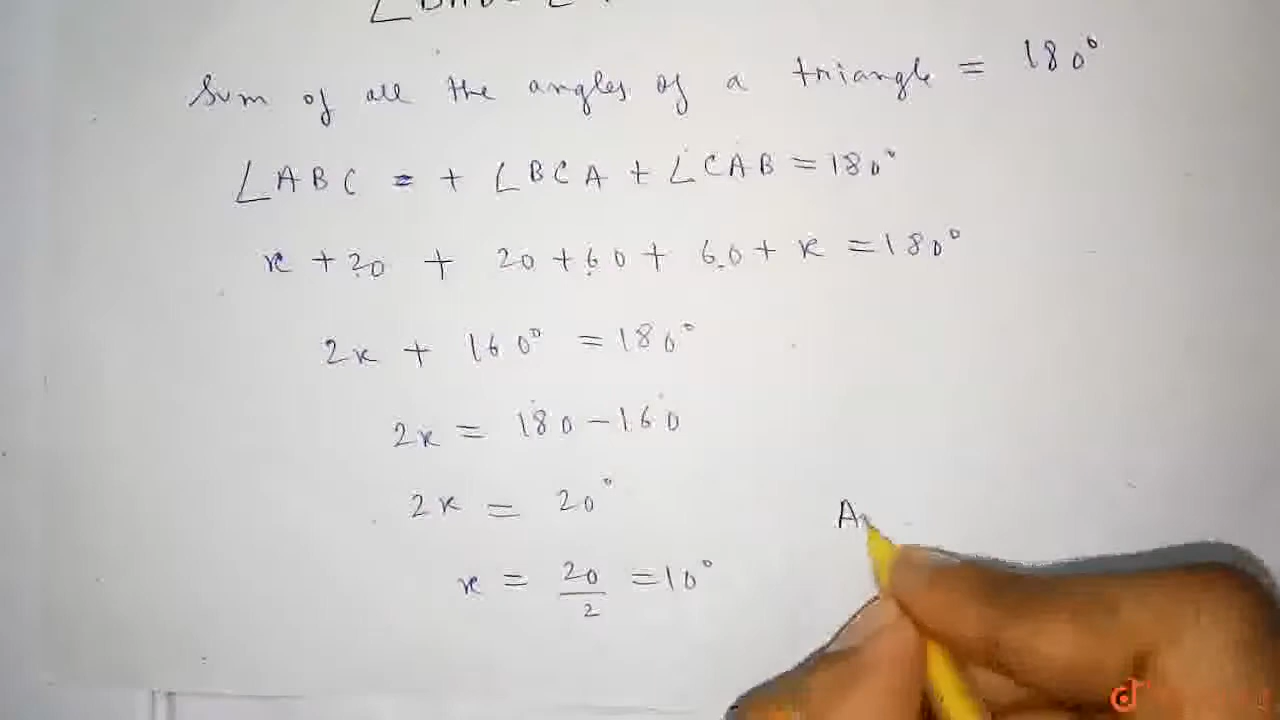 Sum of all the angles of a triangle = 180°
∠ABC = + ∠BCA + ∠CAB = 180°
x + 20 + 20 + 60 + 60 + x = 180°
2x + 160° = 180°
2x = 180 - 160
2x = 20°
x = 20/2 = 10°